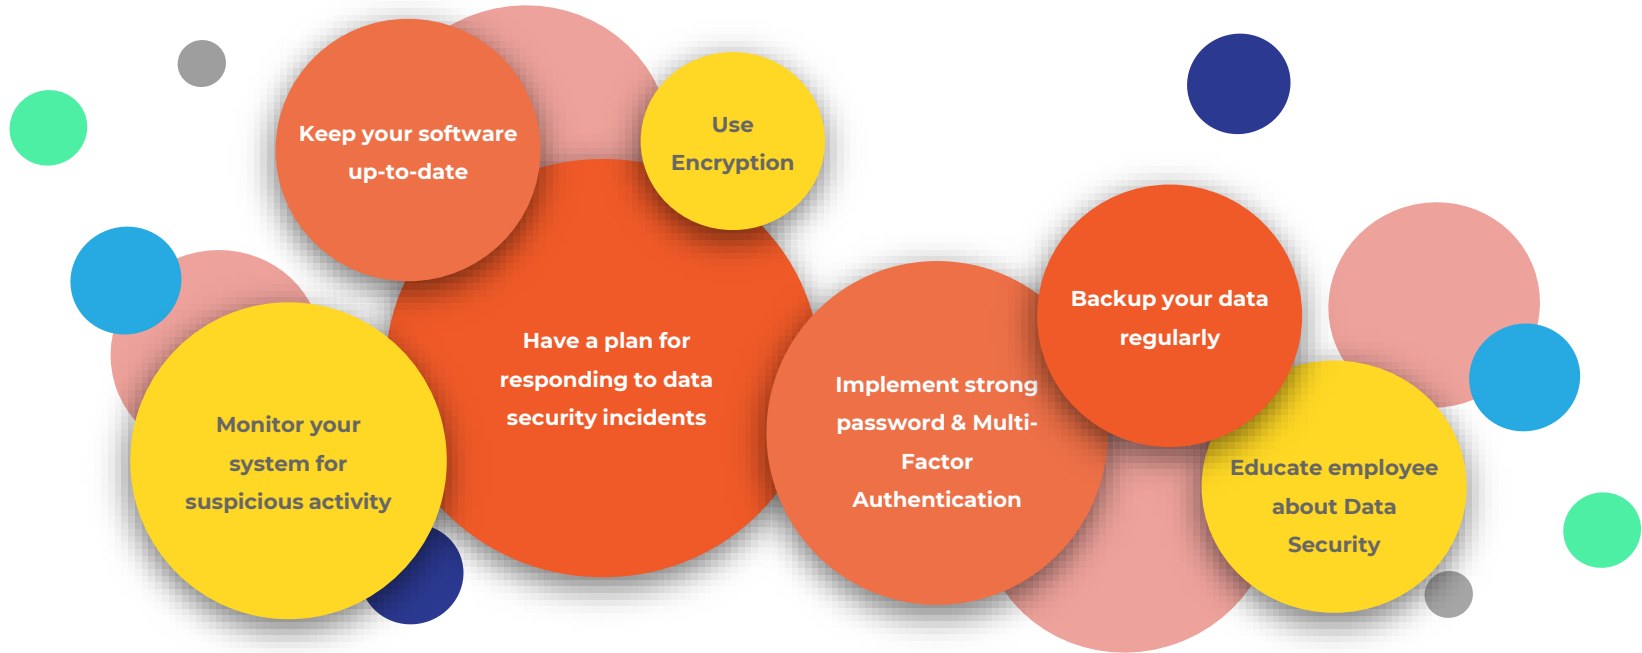 Keep your software
up-to-date
Use
Encryption
Monitor your
system for
suspicious activity
Have a plan for
responding to data
security incidents
Implement strong
password & Multi-
Factor
Authentication
Backup your data
regularly
Educate employee
about Data
Security